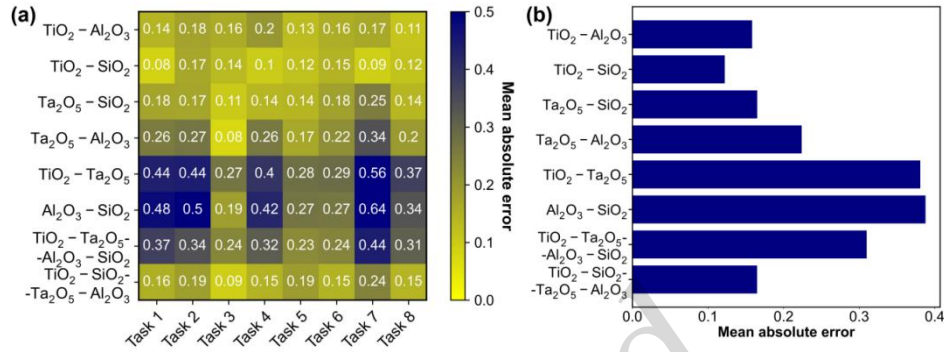 (a)
TiO₂ − Al₂O₃ 0.14 0.18 0.16 0.2 0.13 0.16 0.17 0.11
TiO₂ − SiO₂ 0.08 0.17 0.14 0.1 0.12 0.15 0.09 0.12
Ta₂O₅ − SiO₂ 0.18 0.17 0.11 0.14 0.14 0.18 0.25 0.14
Ta₂O₅ − Al₂O₃ 0.26 0.27 0.08 0.26 0.17 0.22 0.34 0.2
TiO₂ − Ta₂O₅ 0.44 0.44 0.27 0.4 0.28 0.29 0.56 0.37
Al₂O₃ − SiO₂ 0.48 0.5 0.19 0.42 0.27 0.27 0.64 0.34
TiO₂ − Ta₂O₅-
-Al₂O₃ − SiO₂ 0.37 0.34 0.24 0.32 0.23 0.24 0.44 0.31
TiO₂ − SiO₂-
-Ta₂O₅ − Al₂O₃ 0.16 0.19 0.09 0.15 0.19 0.15 0.24 0.15
Task 1 Task 2 Task 3 Task 4 Task 5 Task 6 Task 7 Task 8
0.5
0.4
0.3
0.2
0.1
0.0
Mean absolute error
(b)
TiO₂ − Al₂O₃
TiO₂ − SiO₂
Ta₂O₅ − SiO₂
Ta₂O₅ − Al₂O₃
TiO₂ − Ta₂O₅
Al₂O₃ − SiO₂
TiO₂ − Ta₂O₅-
-Al₂O₃ − SiO₂
TiO₂ − SiO₂-
-Ta₂O₅ − Al₂O₃
0.0 0.1 0.2 0.3 0.4
Mean absolute error